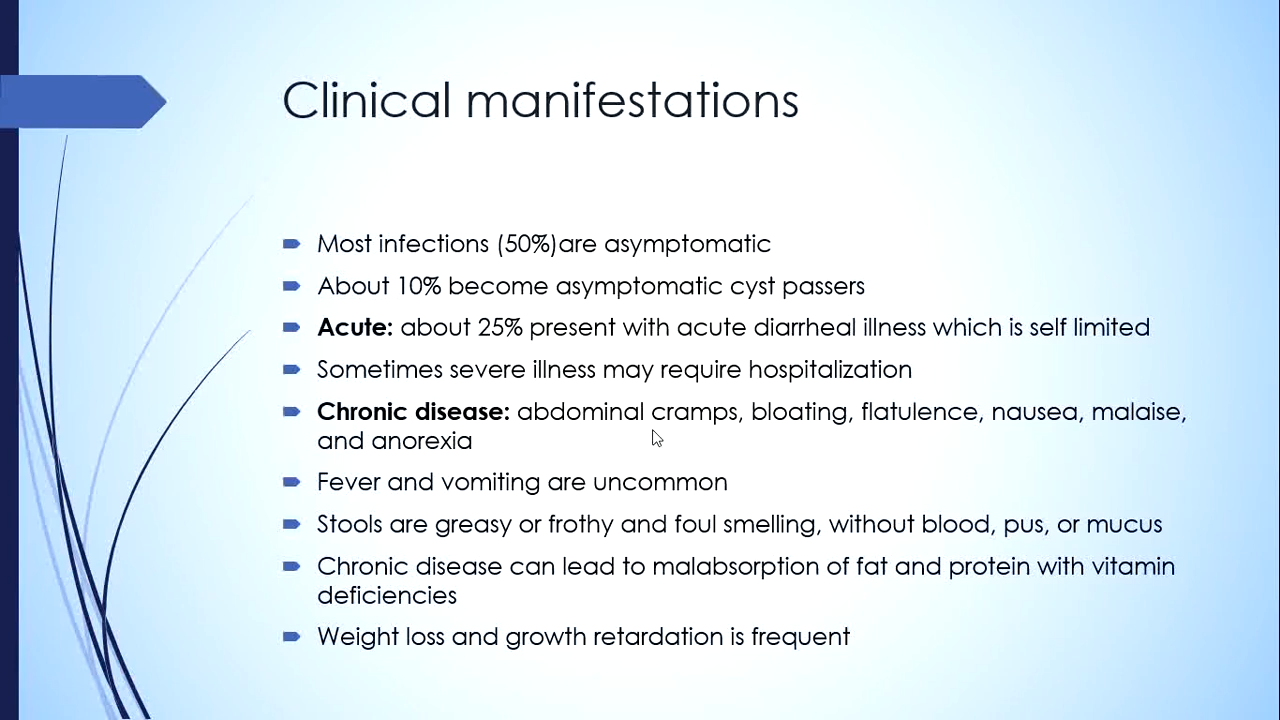 Clinical manifestations
Most infections (50%)are asymptomatic
About 10% become asymptomatic cyst passers
Acute: about 25% present with acute diarrheal illness which is self limited
Sometimes severe illness may require hospitalization
Chronic disease: abdominal cramps, bloating, flatulence, nausea, malaise,
and anorexia
Fever and vomiting are uncommon
Stools are greasy or frothy and foul smelling, without blood, pus, or mucus
Chronic disease can lead to malabsorption of fat and protein with vitamin
deficiencies
Weight loss and growth retardation is frequent